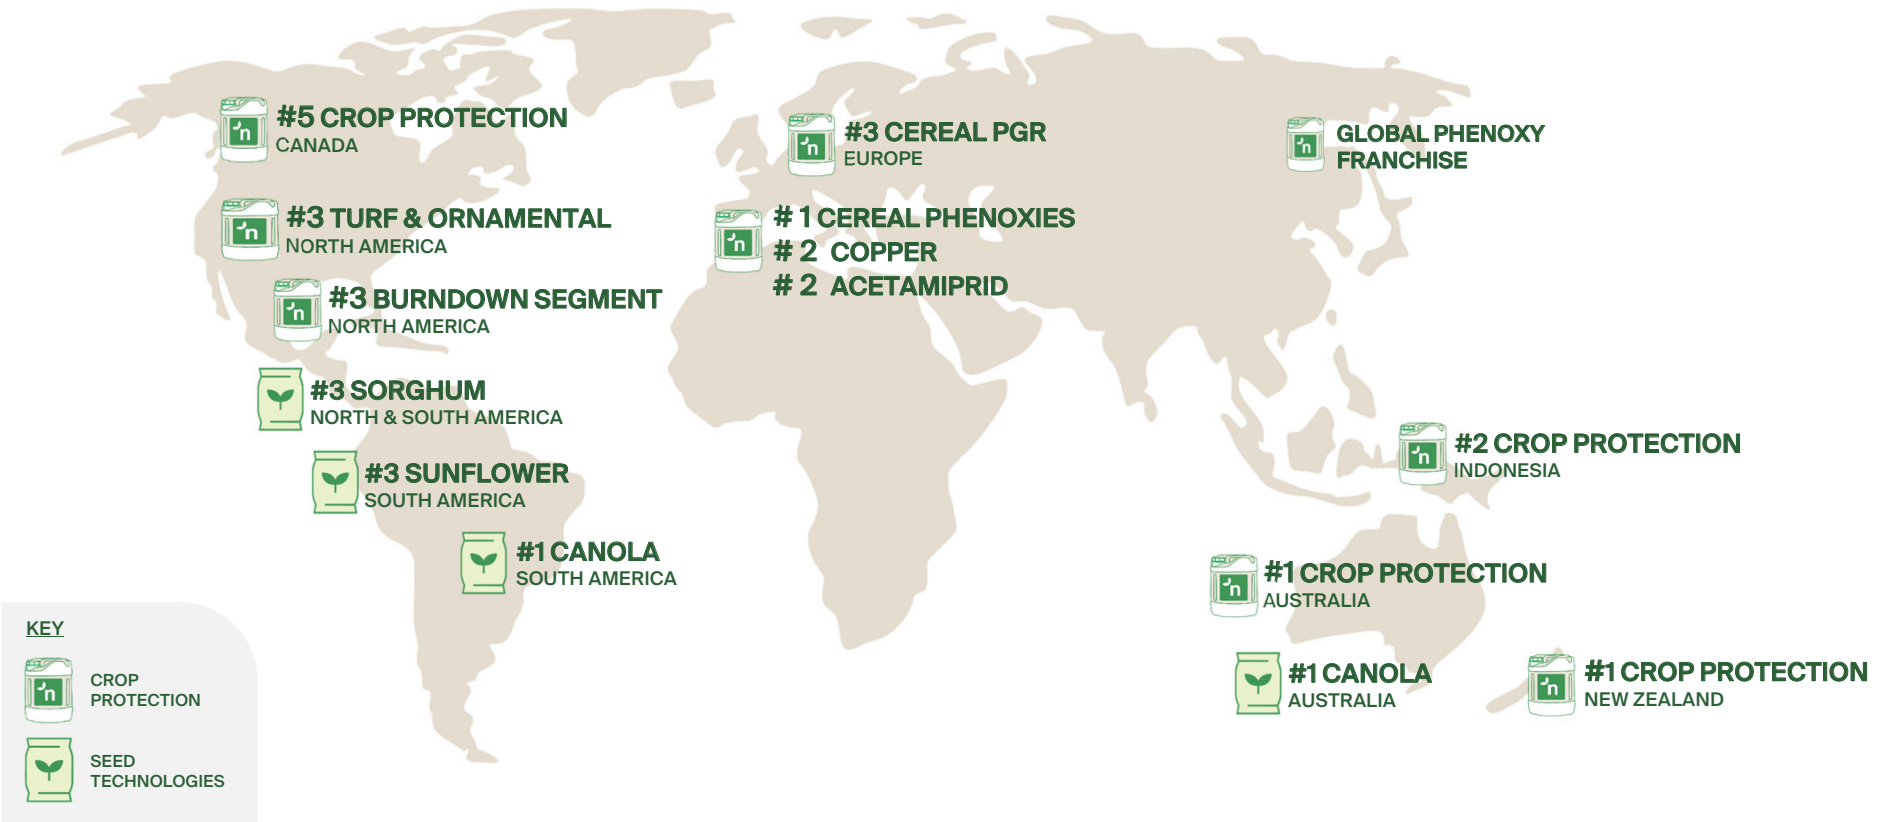 #5 CROP PROTECTION
CANADA
#3 TURF & ORNAMENTAL
NORTH AMERICA
#3 BURNDOWN SEGMENT
NORTH AMERICA
#3 SORGHUM
NORTH & SOUTH AMERICA
#3 SUNFLOWER
SOUTH AMERICA
#1 CANOLA
SOUTH AMERICA
#3 CEREAL PGR
EUROPE
# 1 CEREAL PHENOXIES
# 2 COPPER
# 2 ACETAMIPRID
GLOBAL PHENOXY
FRANCHISE
#2 CROP PROTECTION
INDONESIA
#1 CROP PROTECTION
AUSTRALIA
#1 CANOLA
AUSTRALIA
#1 CROP PROTECTION
NEW ZEALAND
KEY
n
CROP
PROTECTION
SEED
TECHNOLOGIES